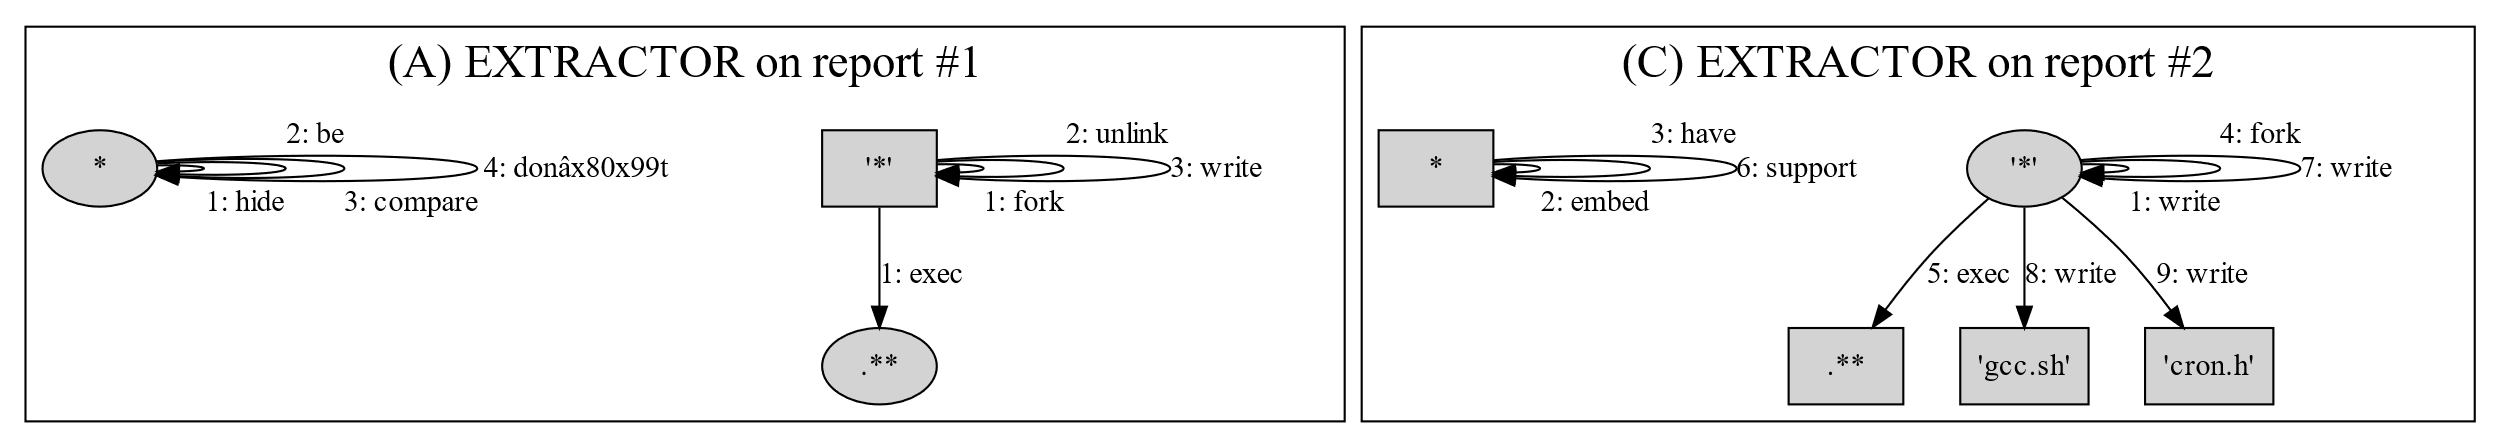 (A) EXTRACTOR on report #1
2: be
2: unlink
*
4: donâx80x99t
'*'
3: write
1: hide
3: compare
1: fork
1: exec
.**
(C) EXTRACTOR on report #2
3: have
4: fork
*
6: support
'*'
7: write
2: embed
1: write
5: exec
8: write
9: write
.**
'gcc.sh'
'cron.h'